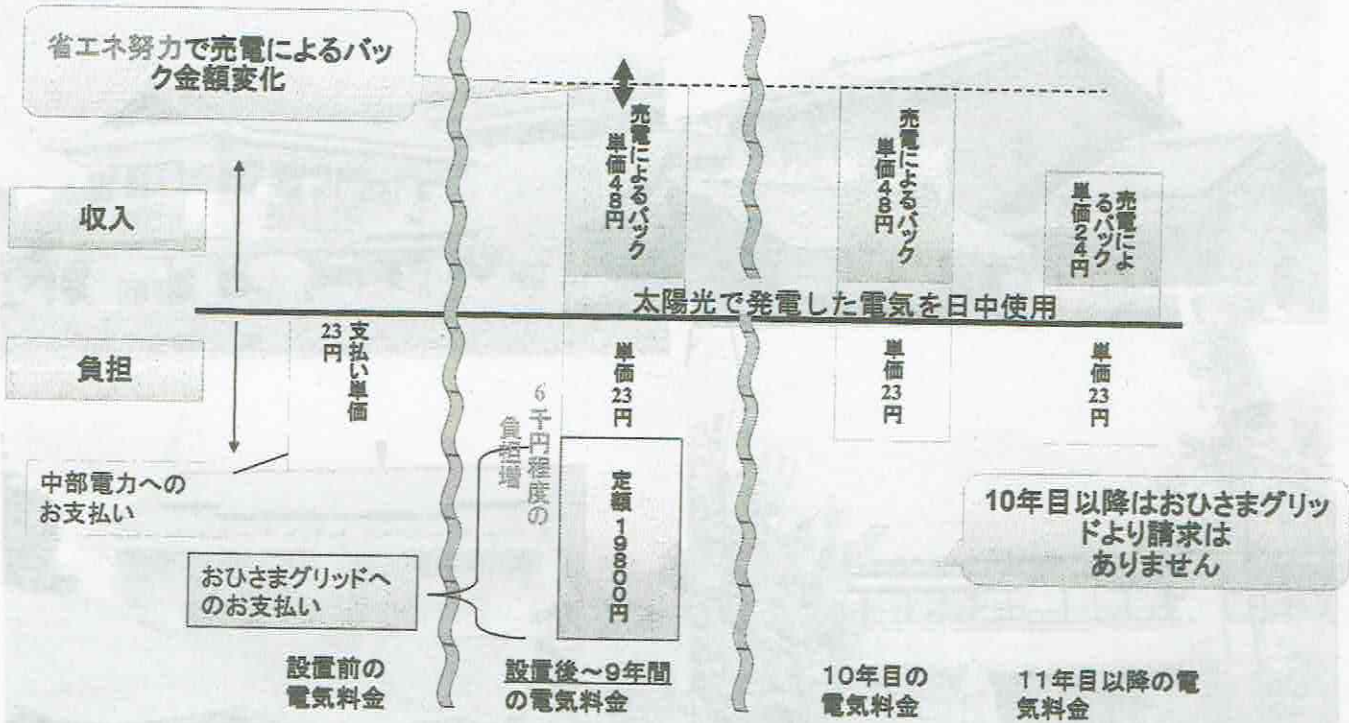 省エネ努力で売電によるバッ
ク金額変化
収入
負担
売電によるバック
単価48円
売電によるバック
単価48円
売電によ
るバック
単価24円
太陽光で発電した電気を日中使用
支払い単価
23円
単価23円
単価23円
単価23円
6千円程度の
負担増
定額19800円
中部電力への
お支払い
おひさまグリッドへ
のお支払い
10年目以降はおひさまグリッ
ドより請求は
ありません
設置前の
電気料金
設置後~9年間
の電気料金
10年目の
電気料金
11年目以降の電
気料金